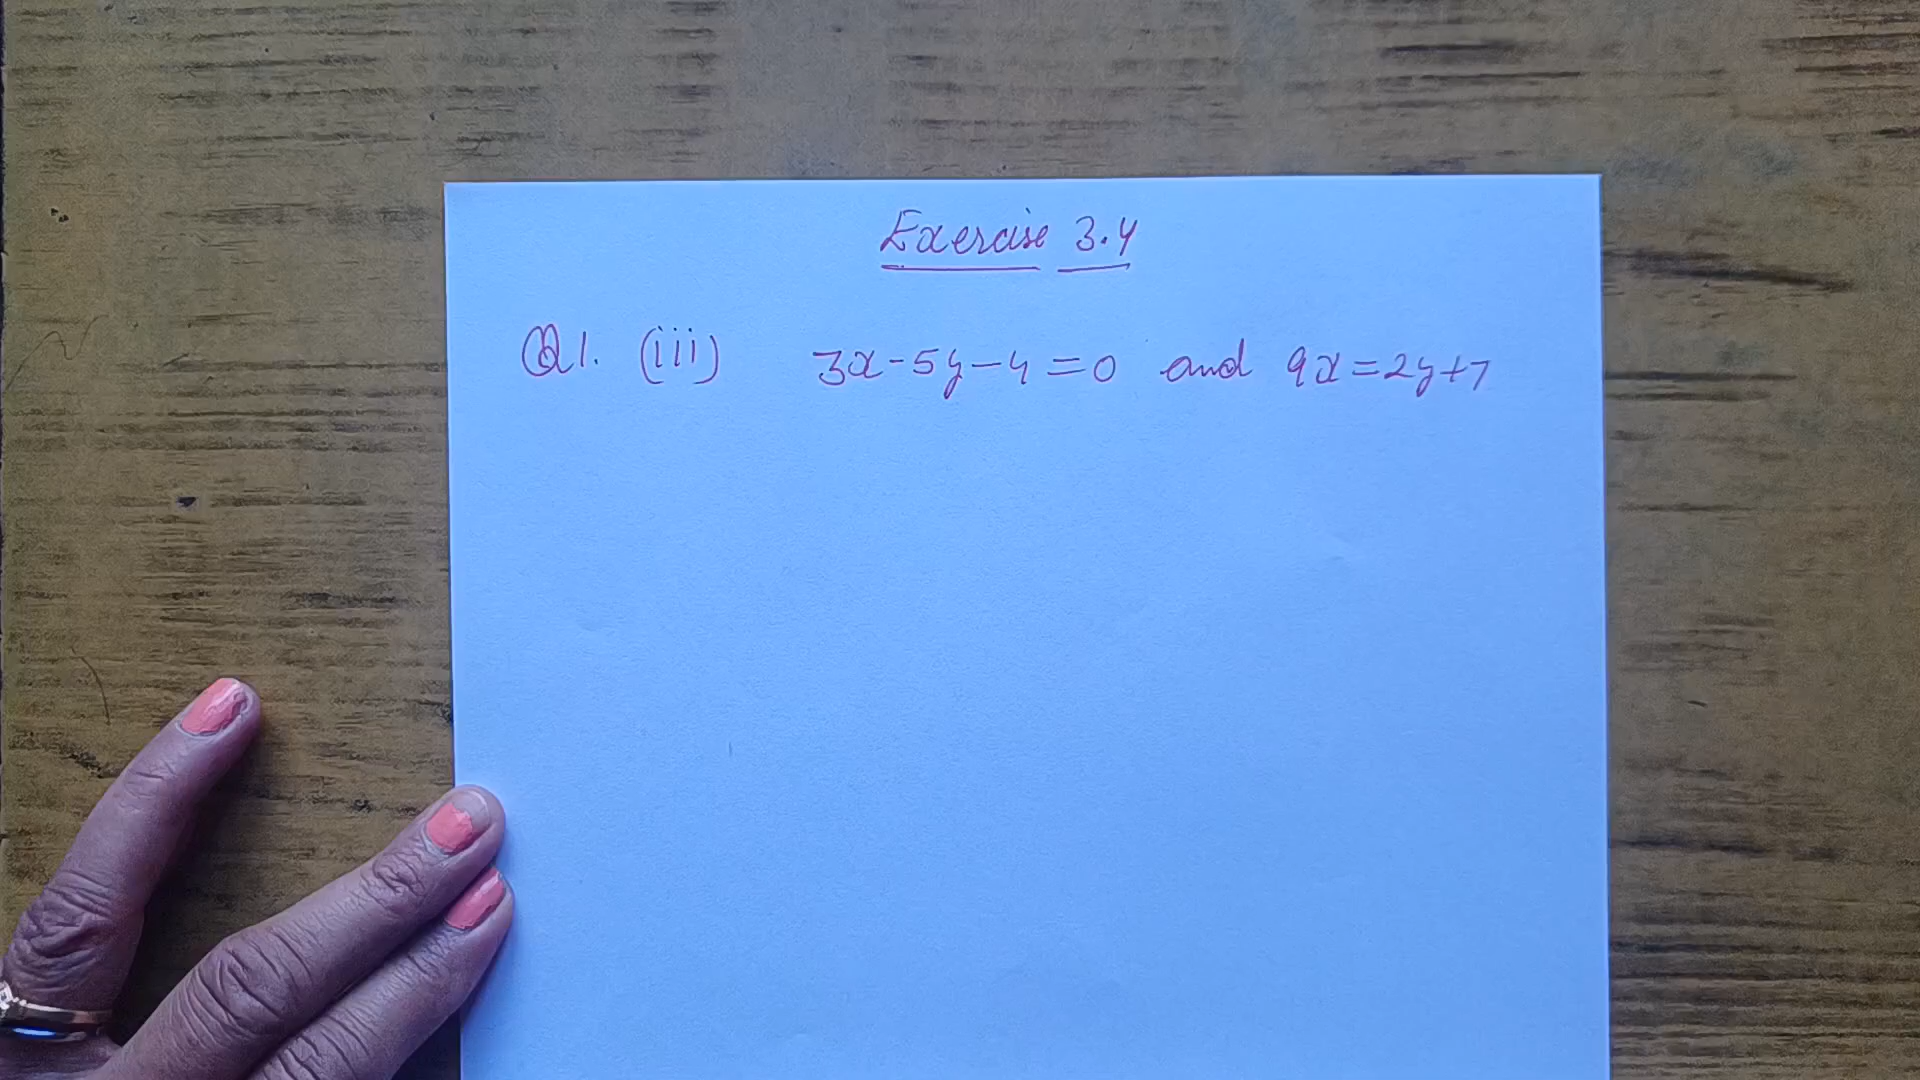 Exercise 3.4
Q1. (iii) 3x-5y-4=0 and 9x=2y+7